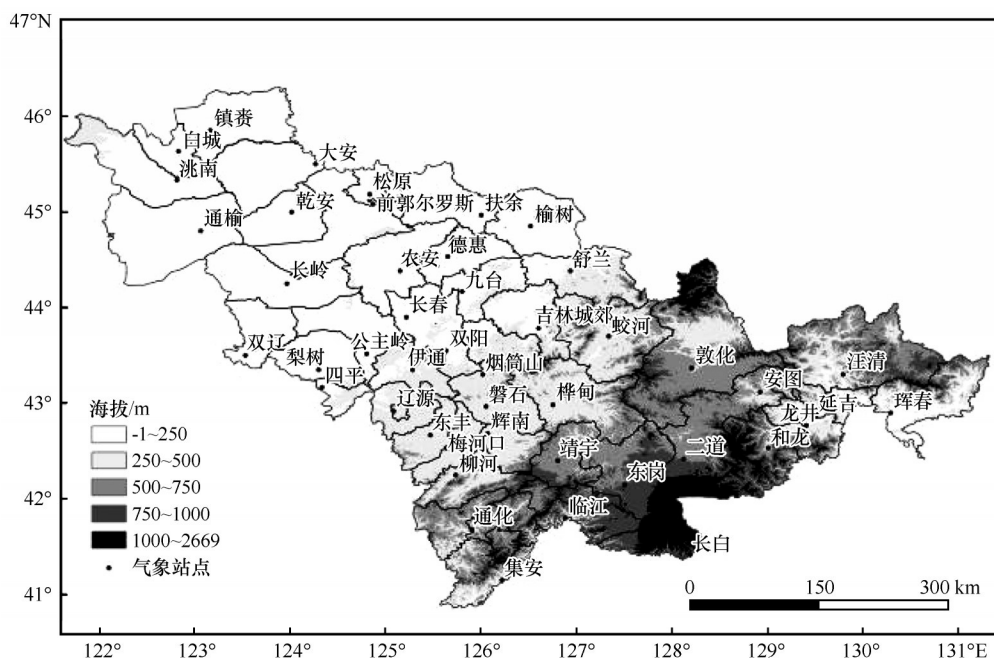 47°N
46°
45°
44°
43°
42°
41°
镇赉
白城
洮南
大安
松原
前郭尔罗斯
扶余
榆树
乾安
通榆
德惠
农安
舒兰
长岭
九台
长春
吉林城郊
蛟河
双辽
公主岭
双阳
梨树
伊通
烟筒山
敦化
汪清
四平
安图
辽源
磐石
桦甸
延吉
珲春
龙井
东丰
辉南
和龙
梅河口
靖宇
二道
柳河
东岗
临江
通化
长白
集安
海拔/m
-1~250
250~500
500~750
750~1000
1000~2669
气象站点
0 150 300 km
122° 123° 124° 125° 126° 127° 128° 129° 130° 131°E